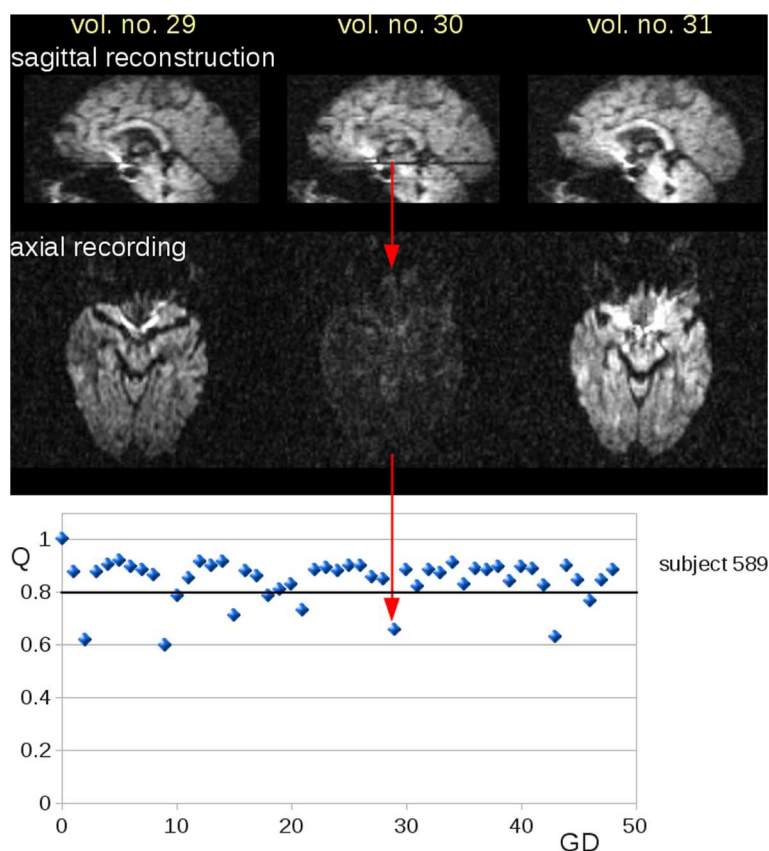 vol. no. 29 vol. no. 30 vol. no. 31
sagittal reconstruction
axial recording
Q
1
0.8
0.6
0.4
0.2
0
subject 589
0 10 20 30 40 50
GD